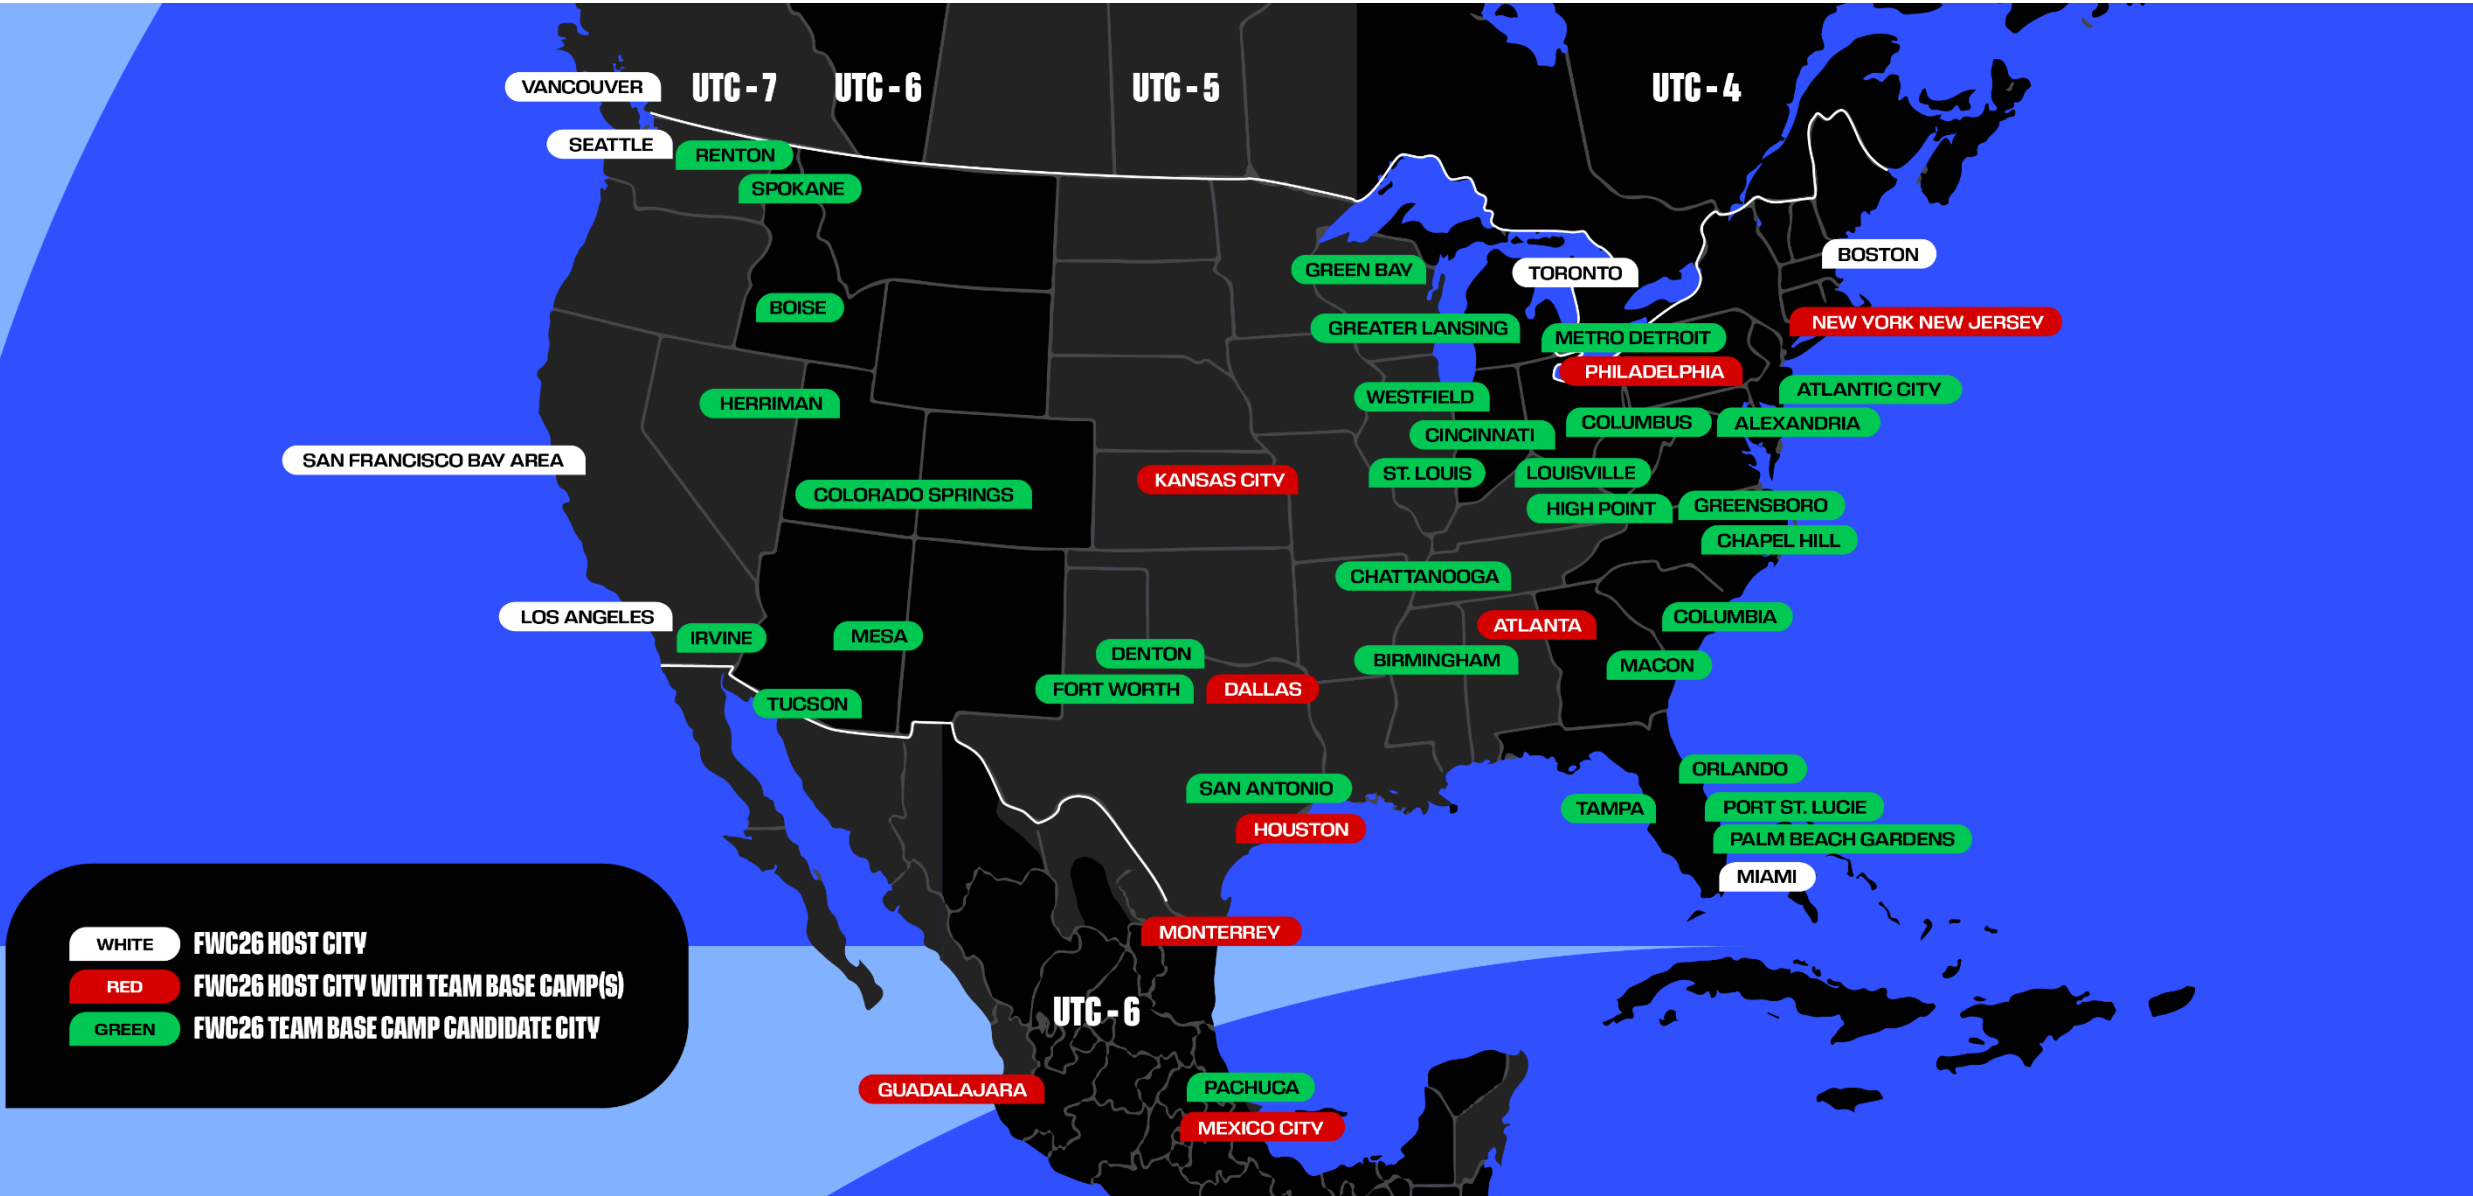 UTC - 7
UTC - 6
UTC - 5
UTC - 4
VANCOUVER
SEATTLE
RENTON
SPOKANE
BOSTON
GREEN BAY
TORONTO
BOISE
NEW YORK NEW JERSEY
GREATER LANSING
METRO DETROIT
PHILADELPHIA
ATLANTIC CITY
WESTFIELD
HERRIMAN
COLUMBUS
ALEXANDRIA
CINCINNATI
SAN FRANCISCO BAY AREA
KANSAS CITY
ST. LOUIS
LOUISVILLE
COLORADO SPRINGS
HIGH POINT
GREENSBORO
CHAPEL HILL
CHATTANOOGA
LOS ANGELES
COLUMBIA
ATLANTA
IRVINE
MESA
DENTON
BIRMINGHAM
MACON
FORT WORTH
DALLAS
TUCSON
ORLANDO
SAN ANTONIO
TAMPA
PORT ST. LUCIE
HOUSTON
PALM BEACH GARDENS
MIAMI
MONTERREY
UTC - 6
GUADALAJARA
PACHUCA
MEXICO CITY
WHITE FWC26 HOST CITY
RED FWC26 HOST CITY WITH TEAM BASE CAMP(S)
GREEN FWC26 TEAM BASE CAMP CANDIDATE CITY